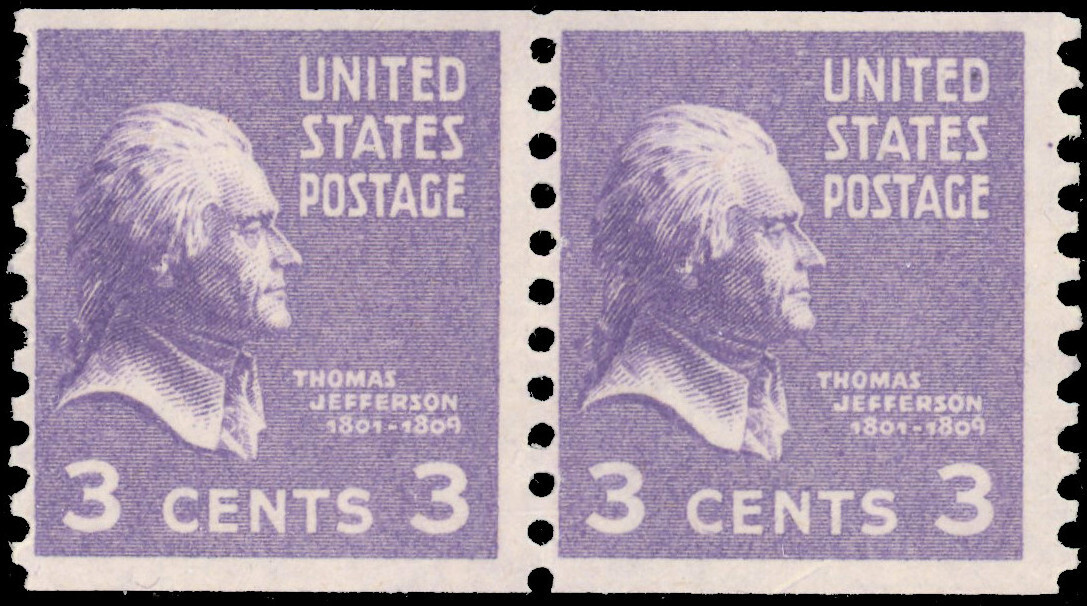 UNITED
STATES
POSTAGE
THOMAS
JEFFERSON
1801-1809
3 CENTS 3
UNITED
STATES
POSTAGE
THOMAS
JEFFERSON
1801-1809
3 CENTS 3